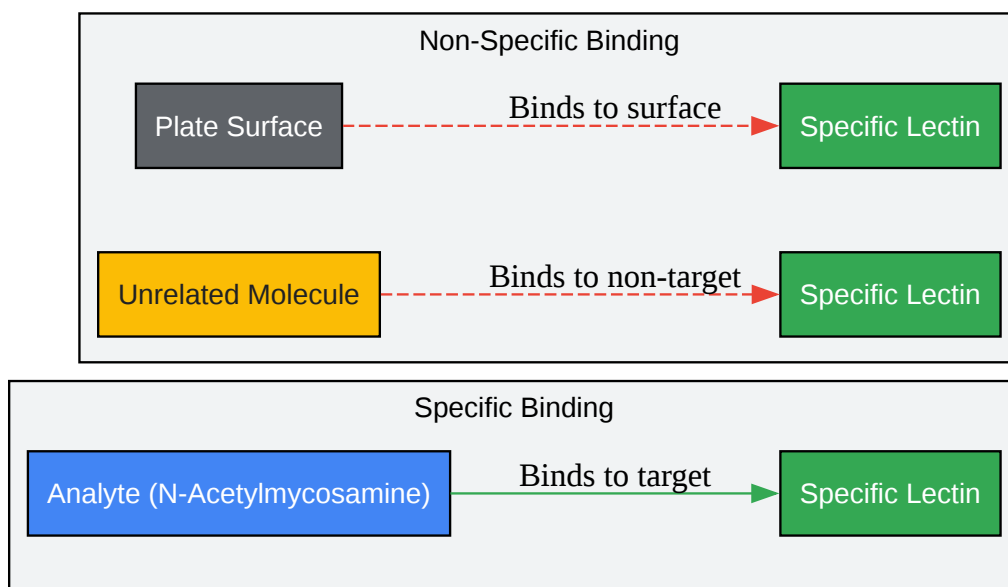 Non-Specific Binding
Plate Surface
Binds to surface
Specific Lectin
Unrelated Molecule
Binds to non-target
Specific Lectin
Specific Binding
Analyte (N-Acetylmycosamine)
Binds to target
Specific Lectin